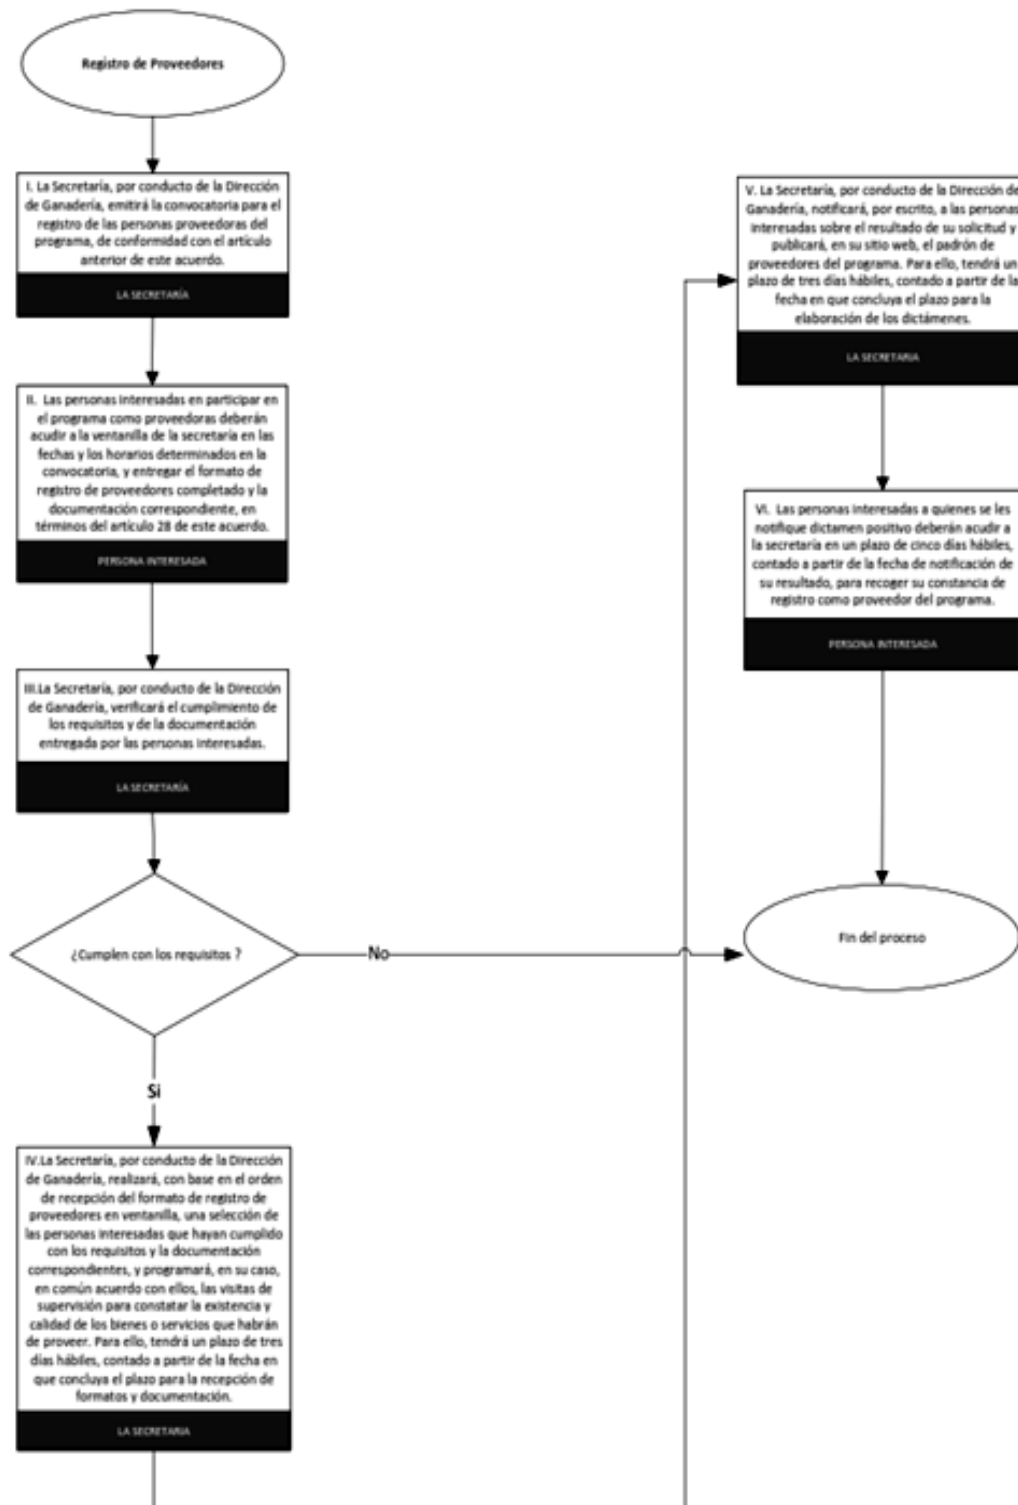 Registro de Proveedores
I. La Secretaría, por conducto de la Dirección
de Ganadería, emitirá la convocatoria para el
registro de las personas proveedoras del
programa, de conformidad con el artículo
anterior de este acuerdo.
LA SECRETARÍA
II. Las personas interesadas en participar en
el programa como proveedoras deberán
acudir a la ventanilla de la secretaría en las
fechas y los horarios determinados en la
convocatoria, y entregar el formato de
registro de proveedores completado y la
documentación correspondiente, en
términos del artículo 28 de este acuerdo.
PERSONA INTERESADA
III.La Secretaría, por conducto de la Dirección
de Ganadería, verificará el cumplimiento de
los requisitos y de la documentación
entregada por las personas interesadas.
LA SECRETARÍA
¿Cumplen con los requisitos ?
No
Si
IV.La Secretaría, por conducto de la Dirección
de Ganadería, realizará, con base en el orden
de recepción del formato de registro de
proveedores en ventanilla, una selección de
las personas interesadas que hayan cumplido
con los requisitos y la documentación
correspondientes, y programará, en su caso,
en común acuerdo con ellos, las visitas de
supervisión para constatar la existencia y
calidad de los bienes o servicios que habrán
de proveer. Para ello, tendrá un plazo de tres
días hábiles, contado a partir de la fecha en
que concluya el plazo para la recepción de
formatos y documentación.
LA SECRETARIA
V. La Secretaría, por conducto de la Dirección de
Ganadería, notificará, por escrito, a las personas
interesadas sobre el resultado de su solicitud y
publicará, en su sitio web, el padrón de
proveedores del programa. Para ello, tendrá un
plazo de tres días hábiles, contado a partir de la
fecha en que concluya el plazo para la
elaboración de los dictámenes.
LA SECRETARIA
VI. Las personas interesadas a quienes se les
notifique dictamen positivo deberán acudir a
la secretaría en un plazo de cinco días hábiles,
contado a partir de la fecha de notificación de
su resultado, para recoger su constancia de
registro como proveedor del programa.
PERSONA INTERESADA
Fin del proceso